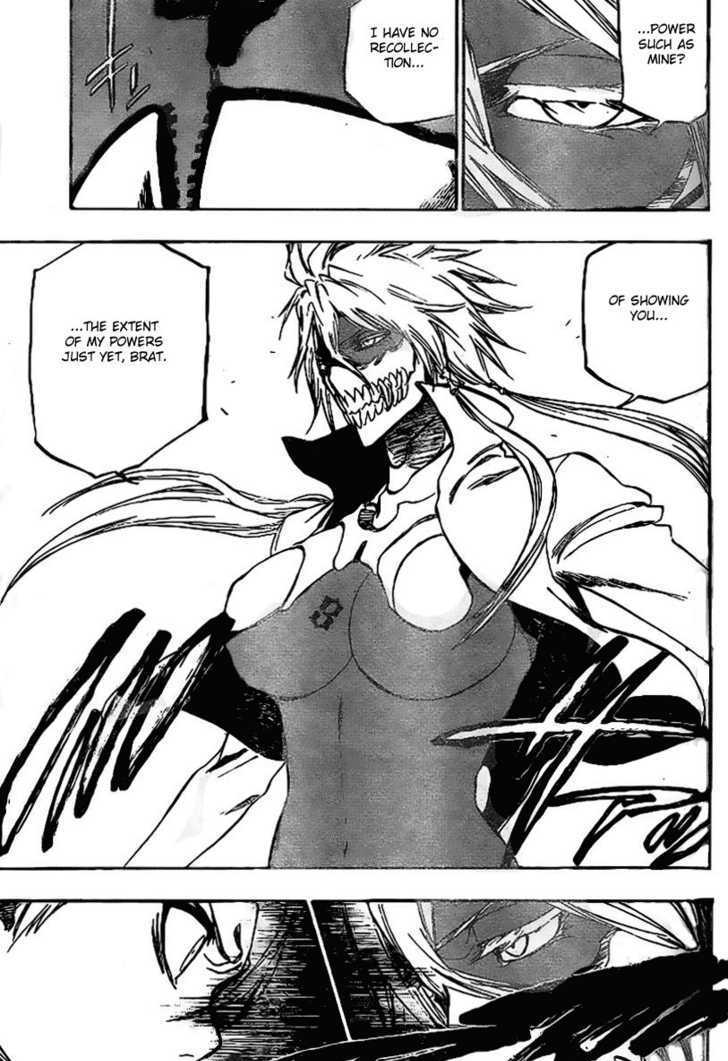 ...POWER
SUCH AS
MINE?
I HAVE NO
RECOLLEC-
TION...
OF SHOWING
YOU...
...THE EXTENT
OF MY POWERS
JUST YET, BRAT.
3